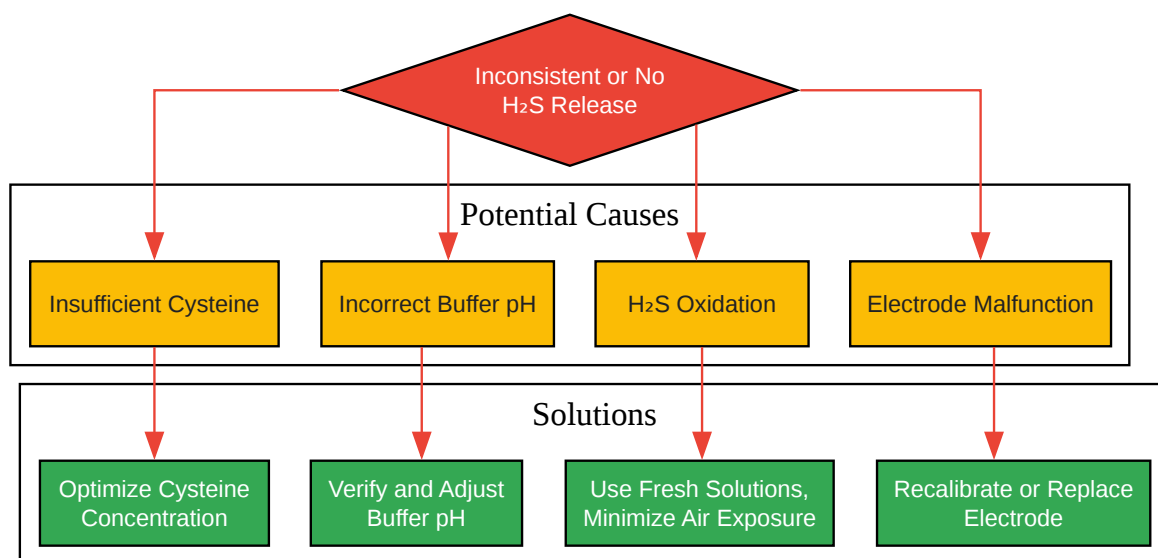 Inconsistent or No
H₂S Release
Potential Causes
Insufficient Cysteine
Incorrect Buffer pH
H₂S Oxidation
Electrode Malfunction
Solutions
Optimize Cysteine
Concentration
Verify and Adjust
Buffer pH
Use Fresh Solutions,
Minimize Air Exposure
Recalibrate or Replace
Electrode